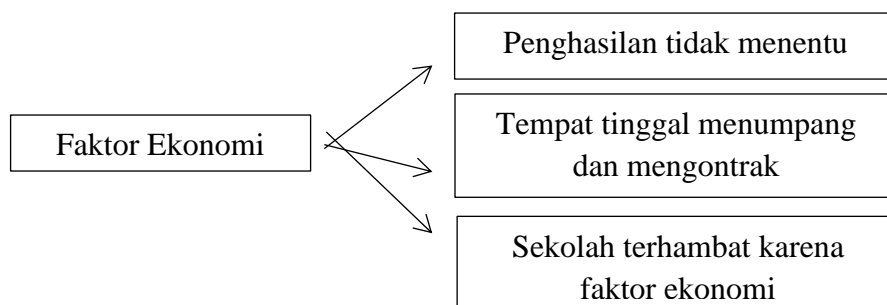 Penghasilan tidak menentu
Faktor Ekonomi
Tempat tinggal menumpang
dan mengontrak
Sekolah terhambat karena
faktor ekonomi